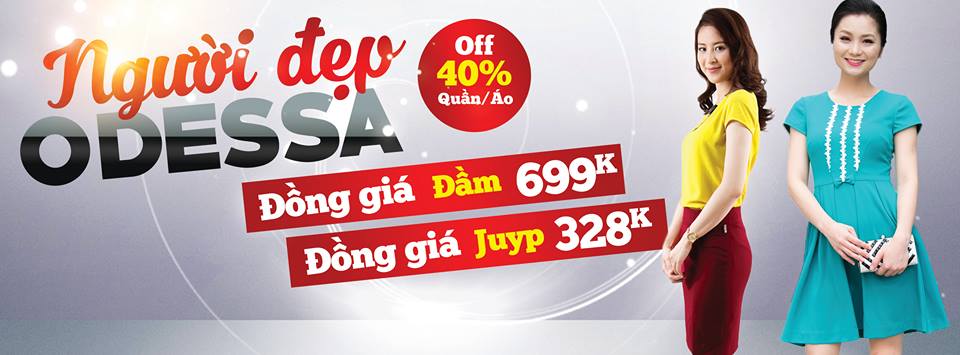 Người đẹp
ODESSA
Off
40%
Quần/Áo
Đồng giá Đầm 699K
Đồng giá Juyp 328K